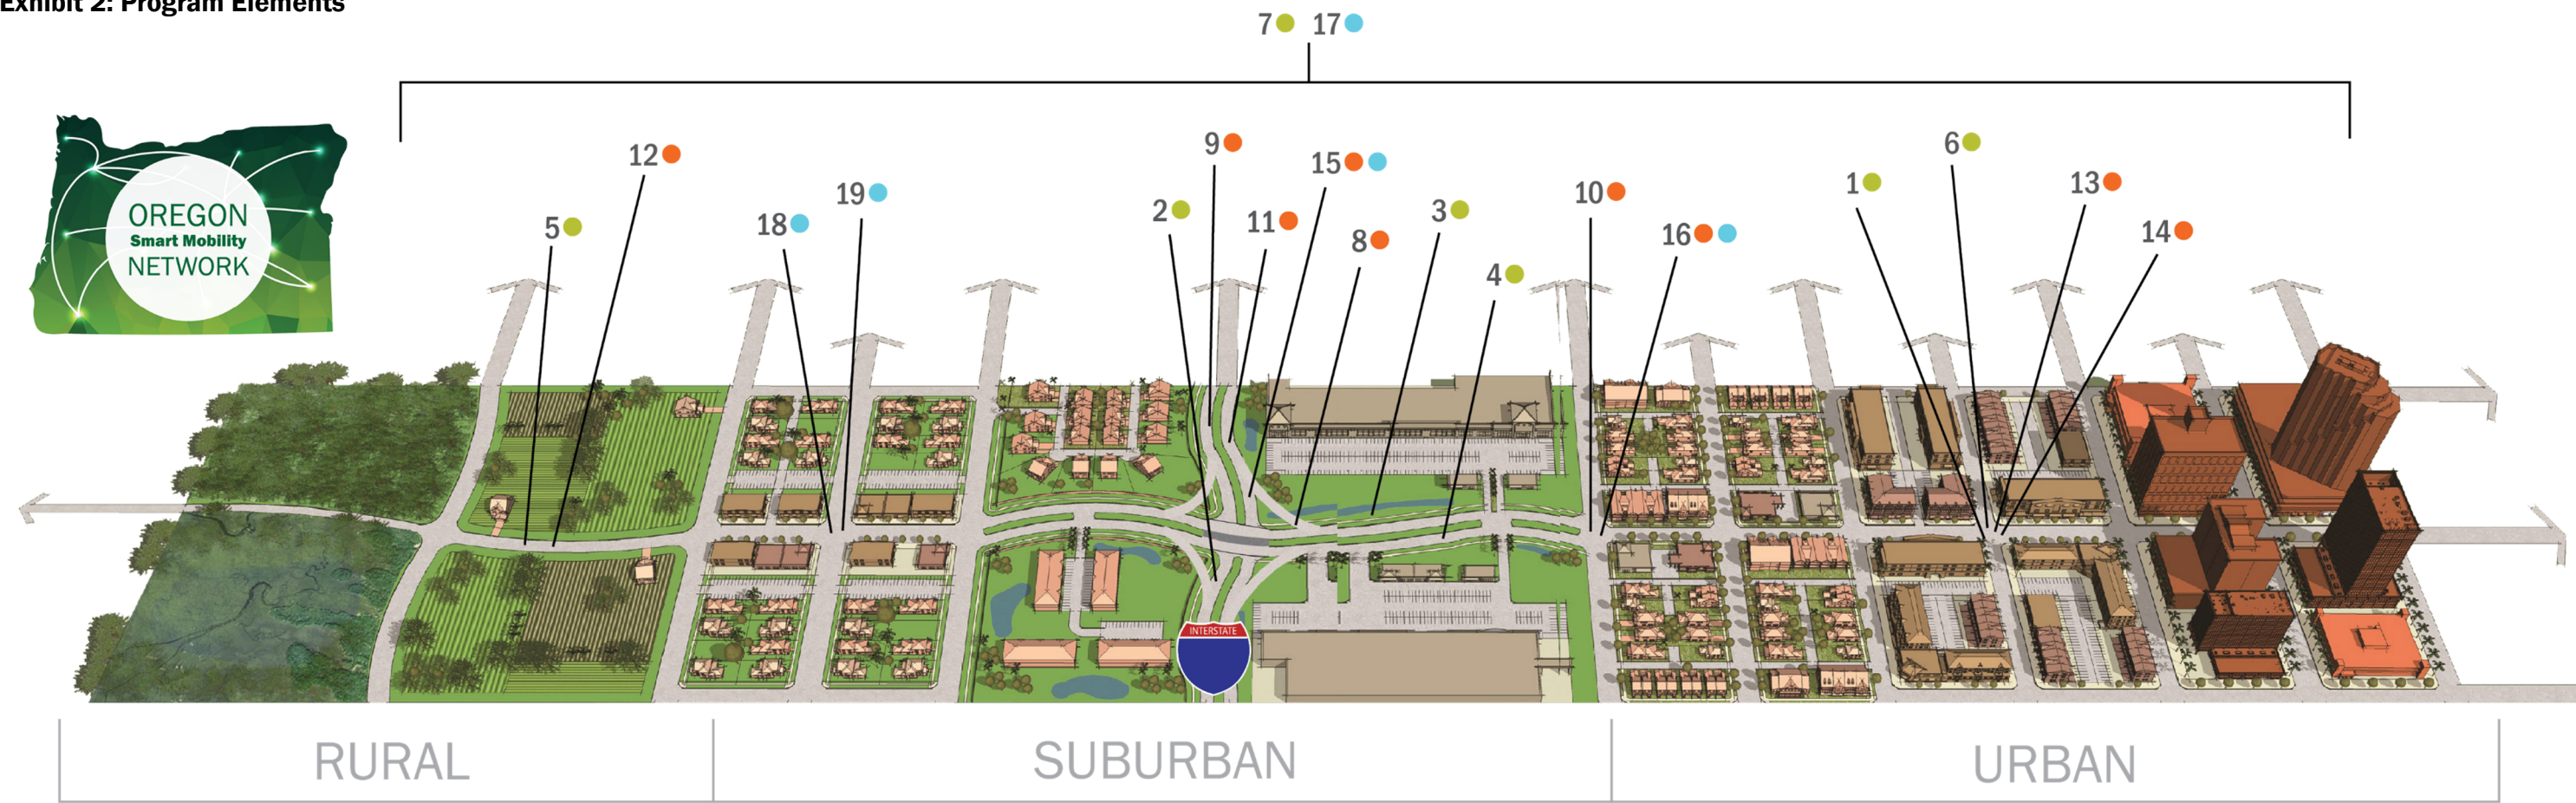 Exhibit 2: Program Elements
7 17
OREGON
Smart Mobility
NETWORK
5
12
18
19
2
9
11
15
8
3
4
10
16
1
6
13
14
INTERSTATE
RURAL
SUBURBAN
URBAN